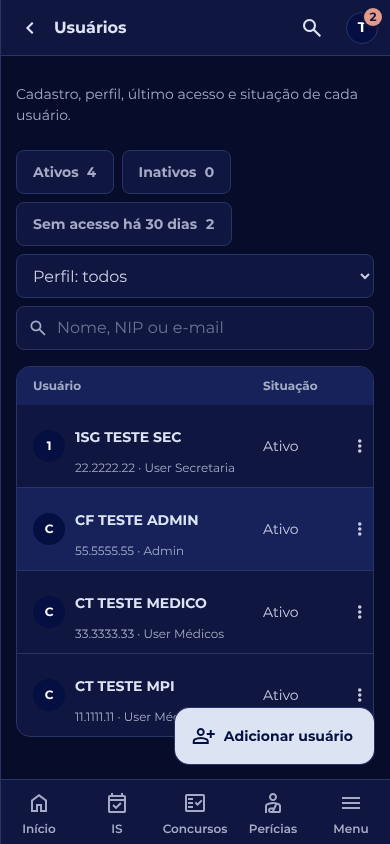 Usuários
T
2
Cadastro, perfil, último acesso e situação de cada
usuário.
Ativos 4
Inativos 0
Sem acesso há 30 dias 2
Perfil: todos
Nome, NIP ou e-mail
Usuário
Situação
1
1SG TESTE SEC
22.2222.22 · User Secretaria
Ativo
C
CF TESTE ADMIN
55.5555.55 · Admin
Ativo
C
CT TESTE MEDICO
33.3333.33 · User Médicos
Ativo
C
CT TESTE MPI
11.1111.11 · User
Ativo
Adicionar usuário
Início
IS
Concursos
Perícias
Menu